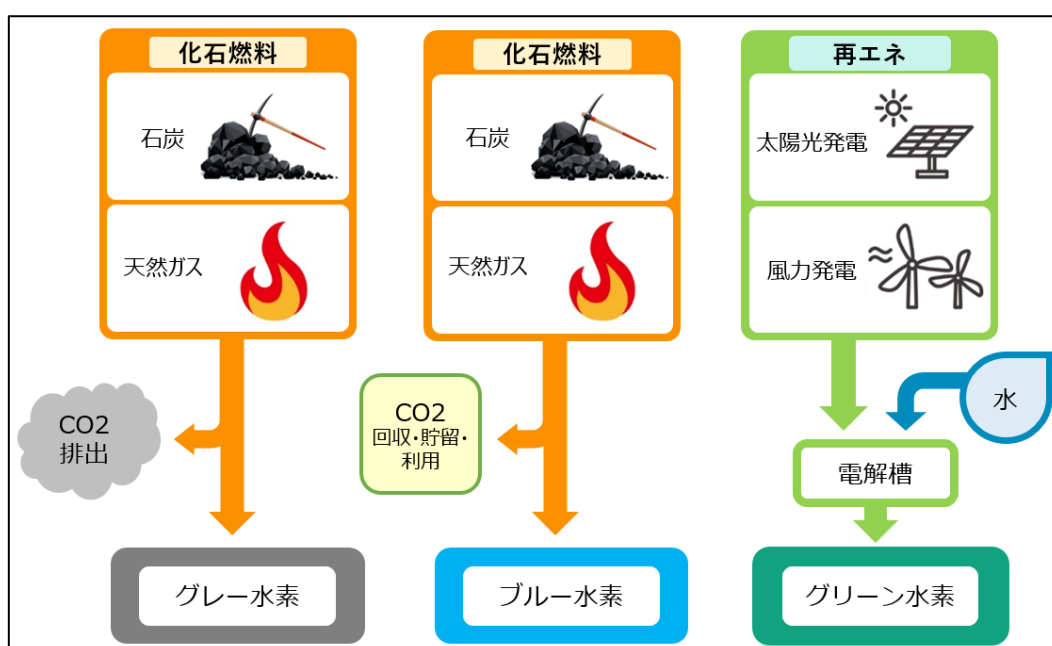 化石燃料
石炭
天然ガス
CO2
排出
グレー水素
化石燃料
石炭
天然ガス
CO2
回収・貯留・
利用
ブルー水素
再エネ
太陽光発電
風力発電
水
電解槽
グリーン水素